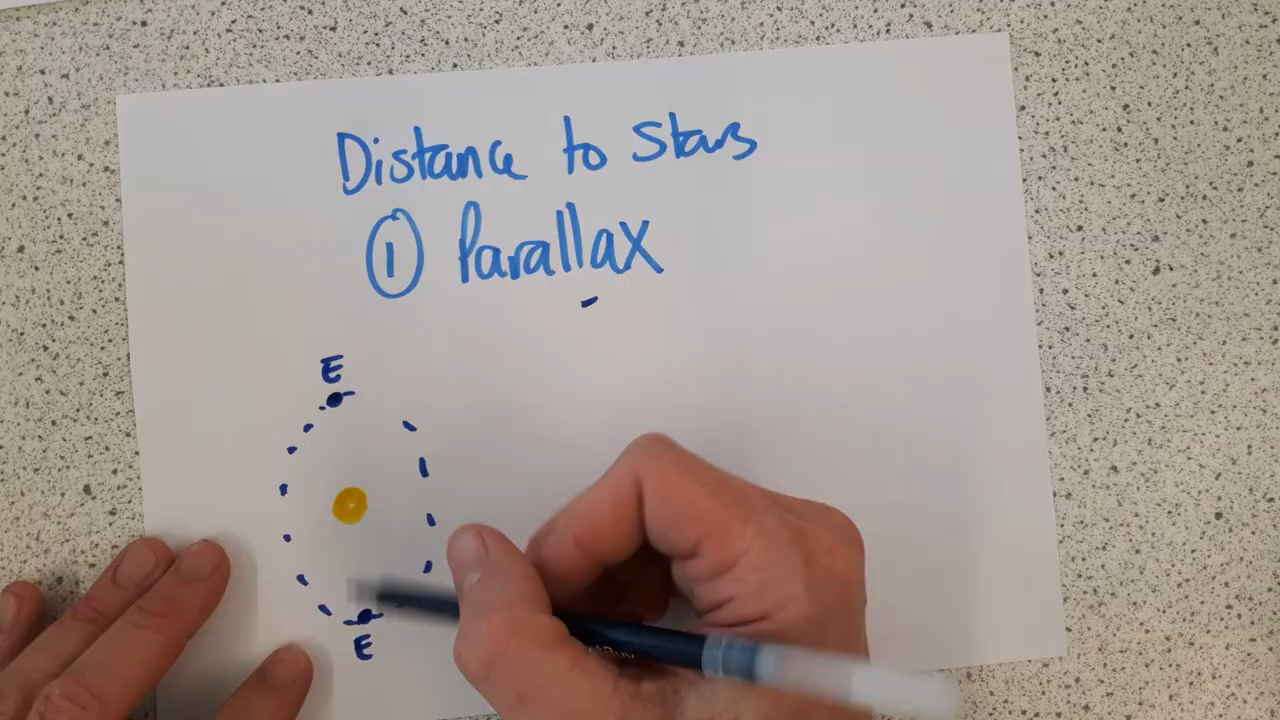 Distance to Stars
① Parallax
E
E